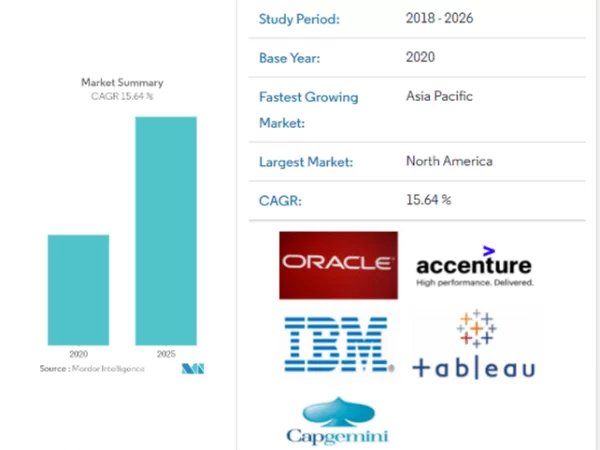 Market Summary
CAGR 15.64 %
2020
2025
Source : Mordor Intelligence
Study Period: 2018 - 2026
Base Year: 2020
Fastest Growing Asia Pacific
Market:
Largest Market: North America
CAGR: 15.64 %
ORACLE
accenture
High performance. Delivered.
IBM
tableau
Capgemini